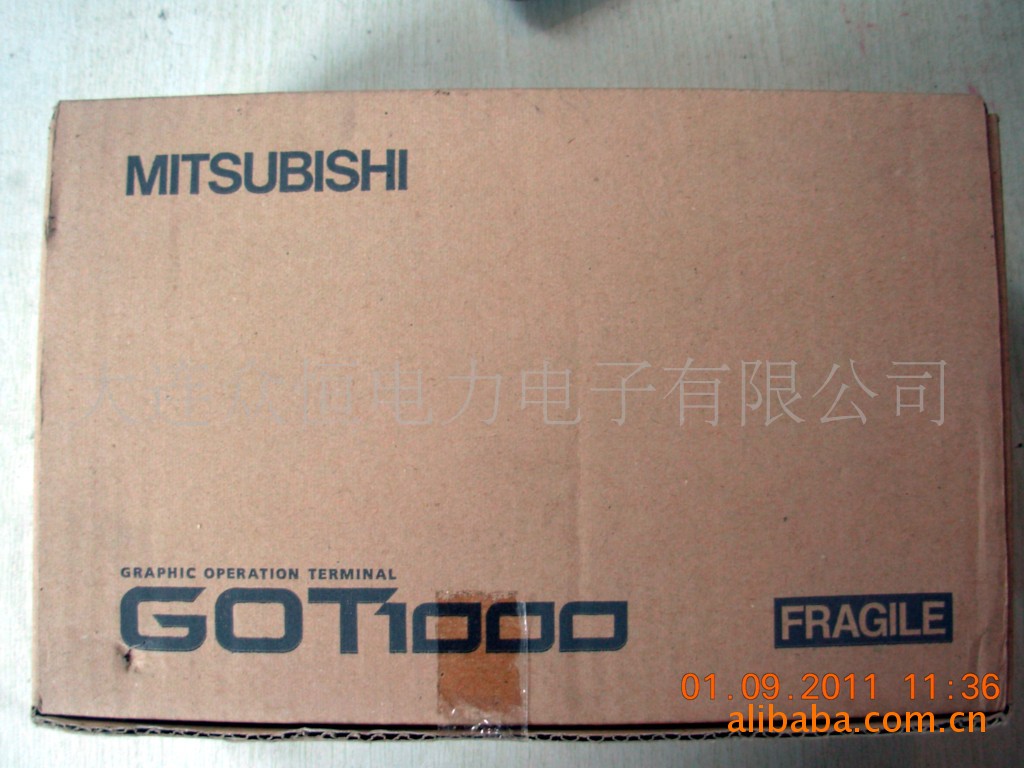 MITSUBISHI
大连众恒电力电子有限公司
GRAPHIC OPERATION TERMINAL
GOT1000
FRAGILE
01.09.2011 11:36
alibaba.com.cn